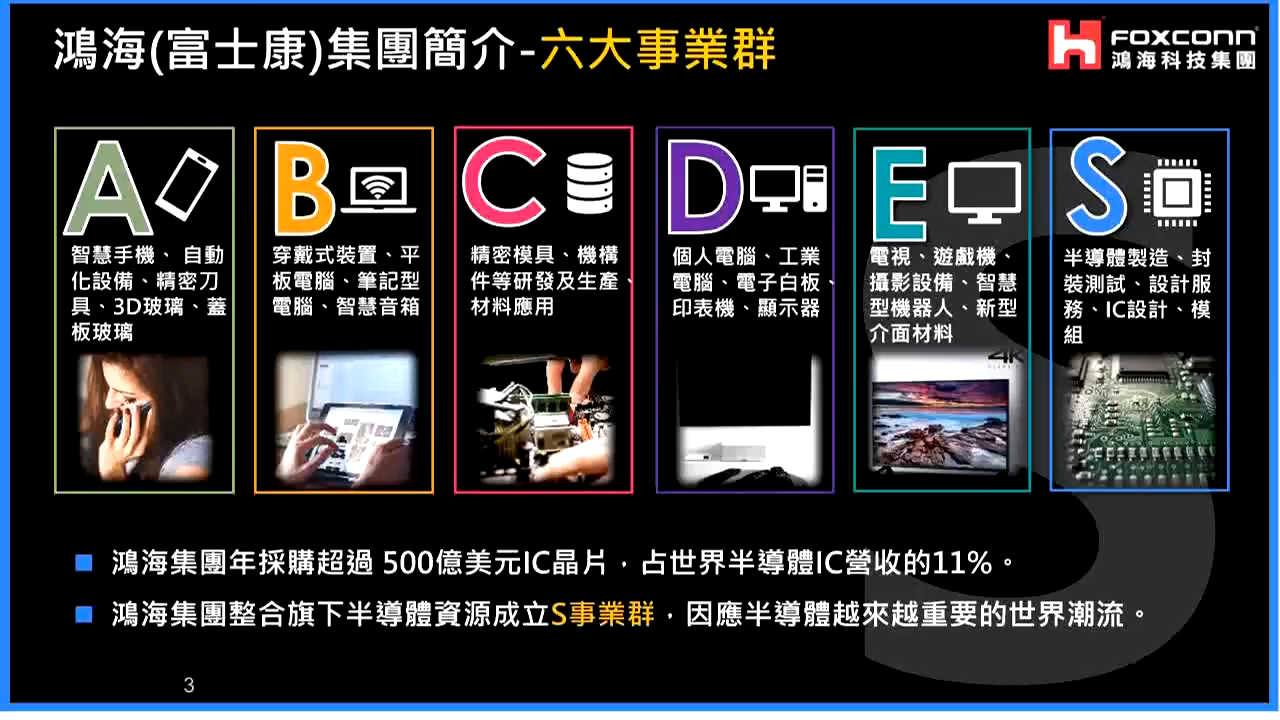 鴻海(富士康)集團簡介-六大事業群
FOXCONN
鴻海科技集團
A
智慧手機、自動
化設備、精密刀
具、3D玻璃、蓋
板玻璃
B
穿戴式裝置、平
板電腦、筆記型
電腦、智慧音箱
C
精密模具、機構
件等研發及生產、
材料應用
D
個人電腦、工業
電腦、電子白板、
印表機、顯示器
E
電視、遊戲機、
攝影設備、智慧
型機器人、新型
介面材料
4K
S
半導體製造、封
裝測試、設計服
務、IC設計、模
組
鴻海集團年採購超過 500億美元IC晶片，占世界半導體IC營收的11%。
鴻海集團整合旗下半導體資源成立S事業群，因應半導體越來越重要的世界潮流。
3